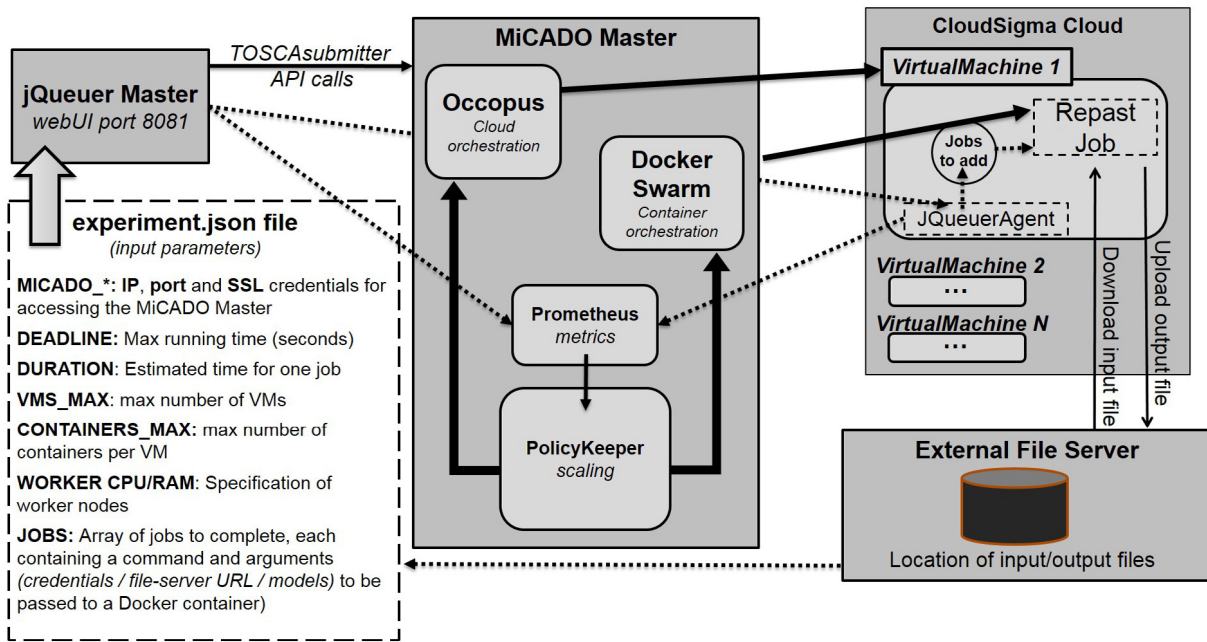 jQueuer Master
webUI port 8081
TOSCAsubmitter
API calls
experiment.json file
(input parameters)
MICADO_*: IP, port and SSL credentials for
accessing the MiCADO Master
DEADLINE: Max running time (seconds)
DURATION: Estimated time for one job
VMS_MAX: max number of VMs
CONTAINERS_MAX: max number of
containers per VM
WORKER CPU/RAM: Specification of
worker nodes
JOBS: Array of jobs to complete, each
containing a command and arguments
(credentials / file-server URL / models) to be
passed to a Docker container)
MiCADO Master
Occopus
Cloud
orchestration
Docker
Swarm
Container
orchestration
Prometheus
metrics
PolicyKeeper
scaling
CloudSigma Cloud
VirtualMachine 1
Repast
Job
Jobs
to add
JQueuerAgent
VirtualMachine 2
...
VirtualMachine N
...
Download input file
Upload output file
External File Server
Location of input/output files